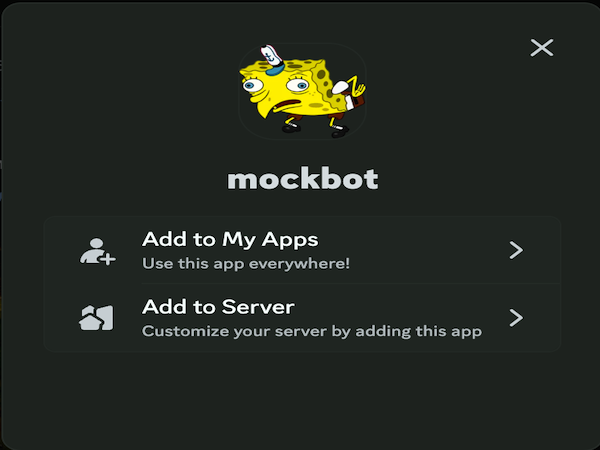 mockbot
Add to My Apps
Use this app everywhere!
Add to Server
Customize your server by adding this app